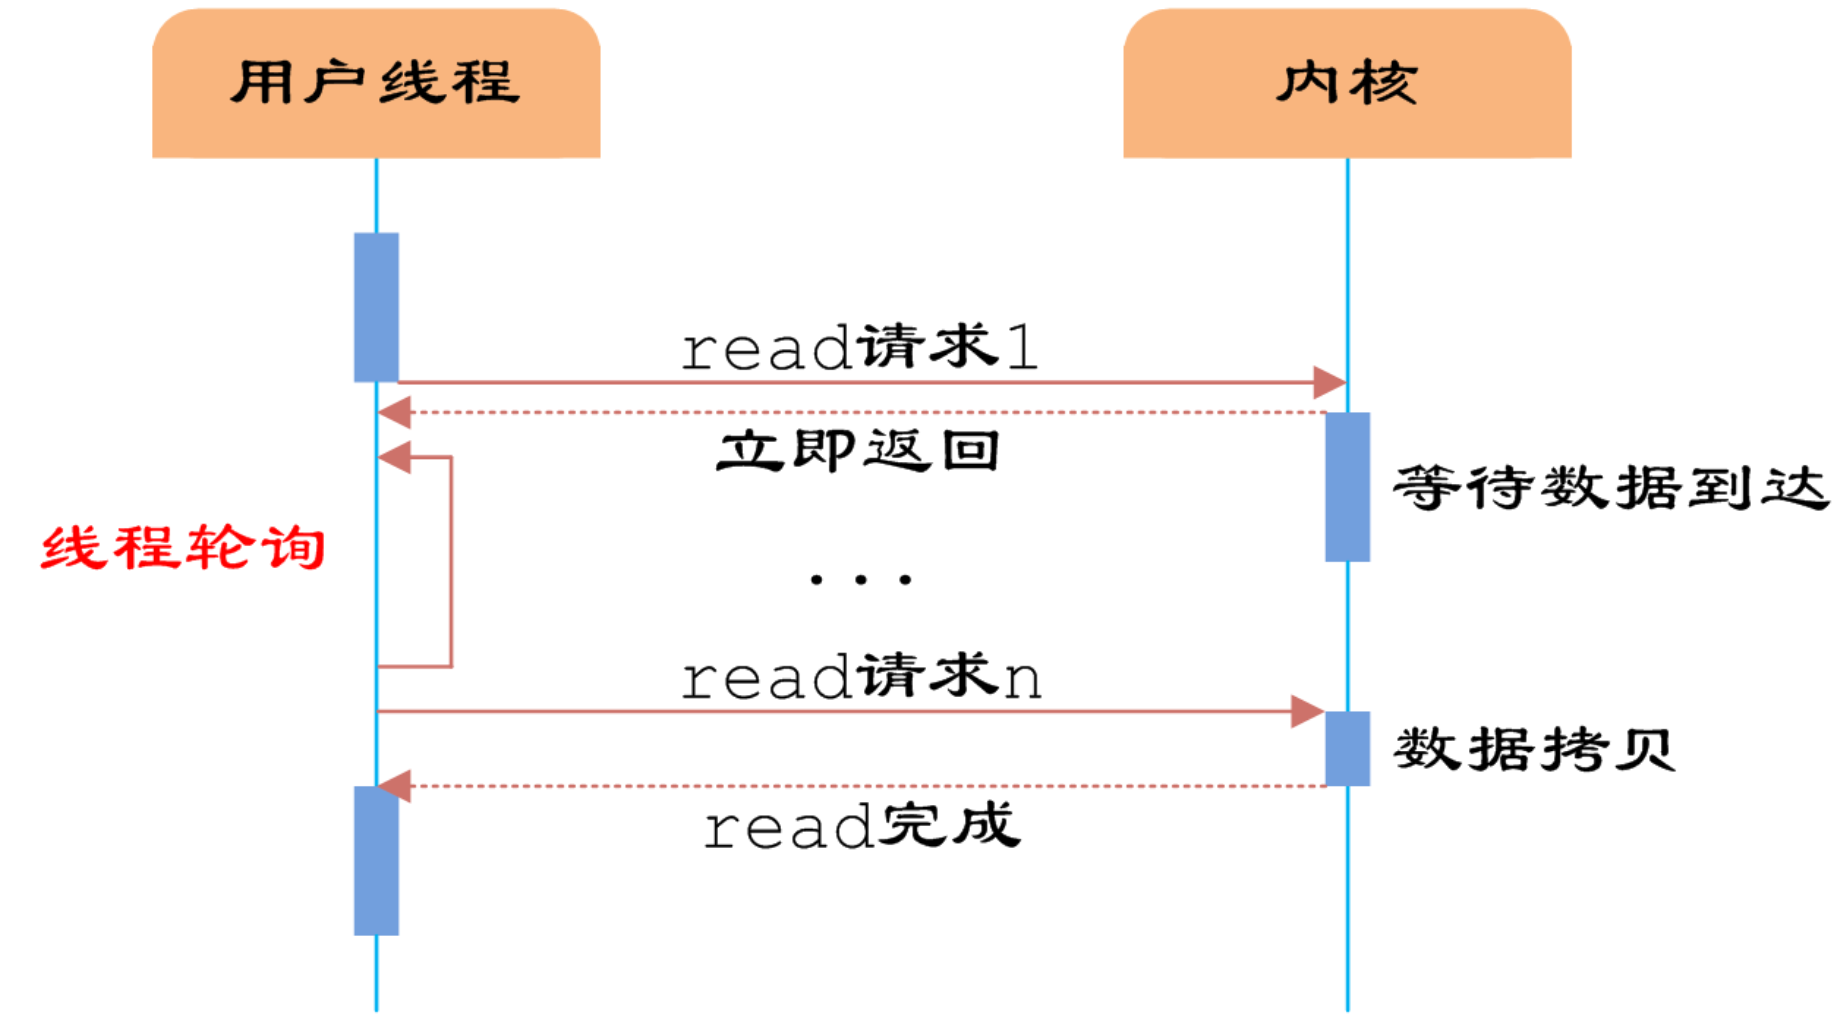 用户线程
内核
read请求1
立即返回
等待数据到达
线程轮询
...
read请求n
数据拷贝
read完成